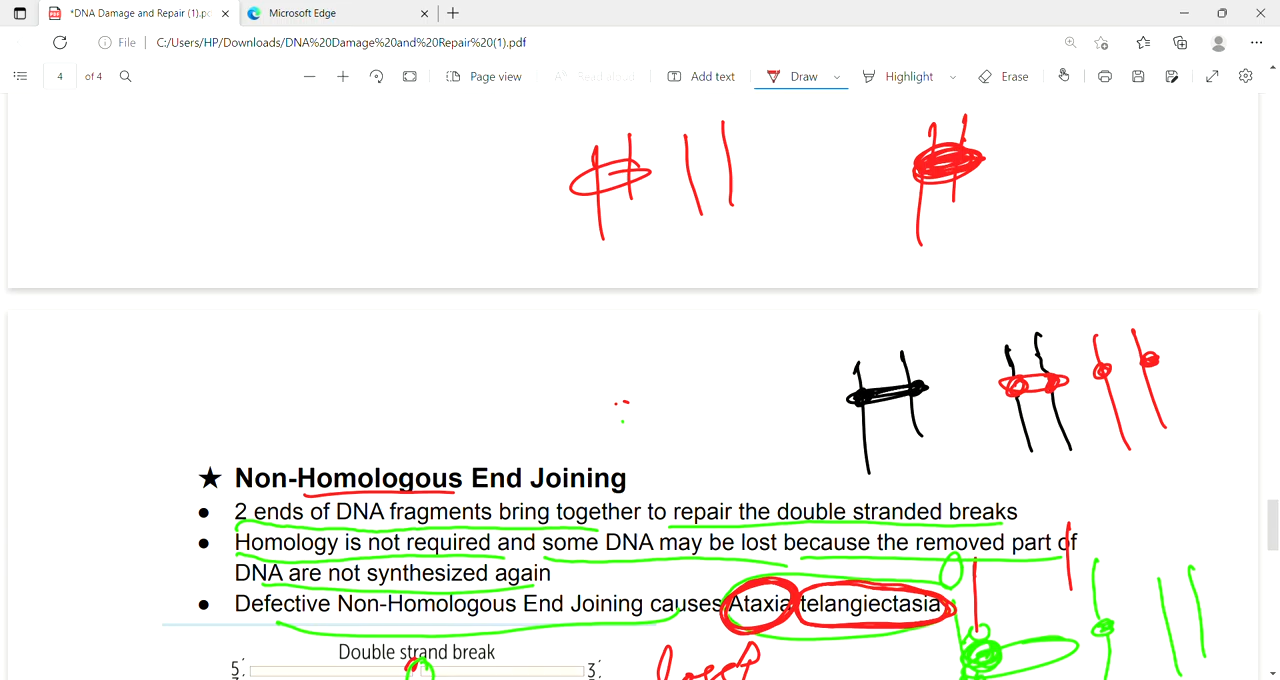 *DNA Damage and Repair (1).pd
Microsoft Edge
File C:/Users/HP/Downloads/DNA%20Damage%20and%20Repair%20(1).pdf
4 of 4 Page view Read aloud Add text Draw Highlight Erase
★ Non-Homologous End Joining
● 2 ends of DNA fragments bring together to repair the double stranded breaks
● Homology is not required and some DNA may be lost because the removed part of
DNA are not synthesized again
● Defective Non-Homologous End Joining causes Ataxia telangiectasia
Double strand break
5′ 3′